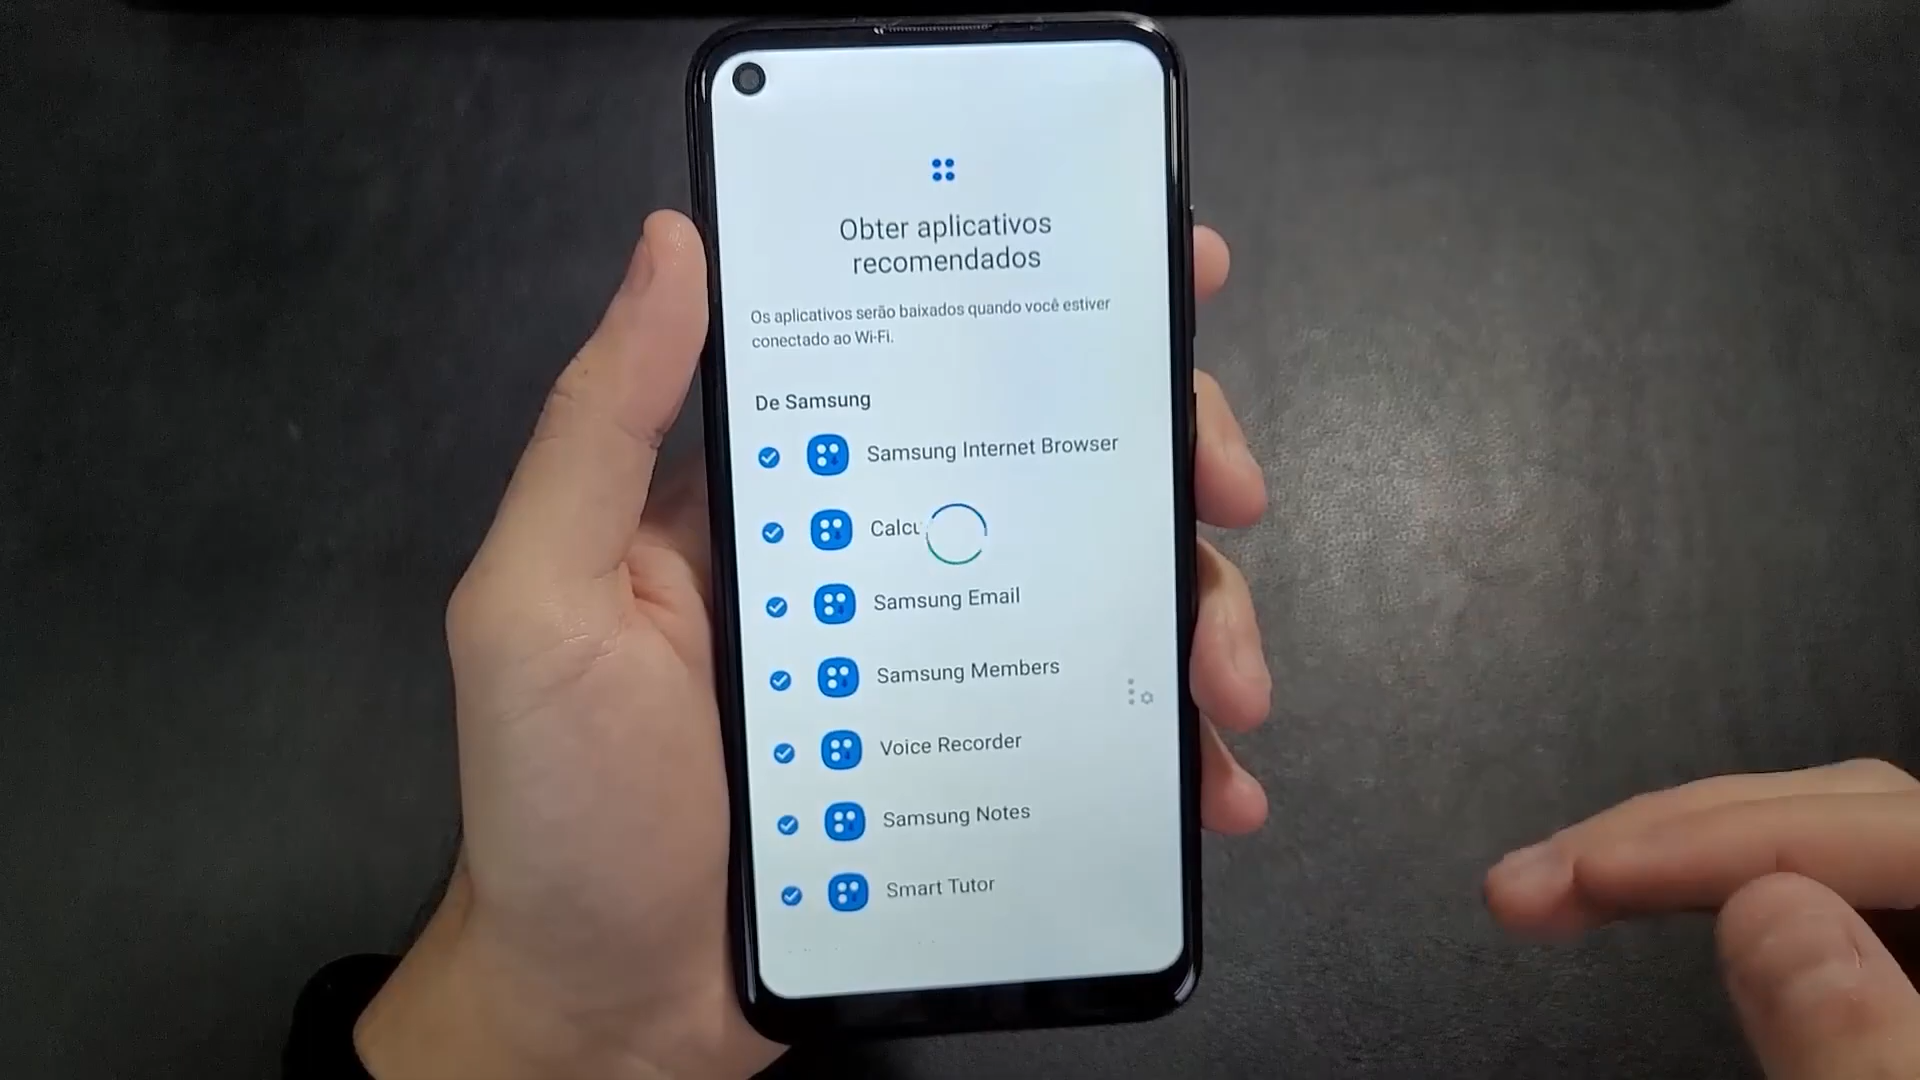 Obter aplicativos
recomendados
Os aplicativos serão baixados quando você estiver
conectado ao Wi-Fi.
De Samsung
Samsung Internet Browser
Calcu
Samsung Email
Samsung Members
Voice Recorder
Samsung Notes
Smart Tutor